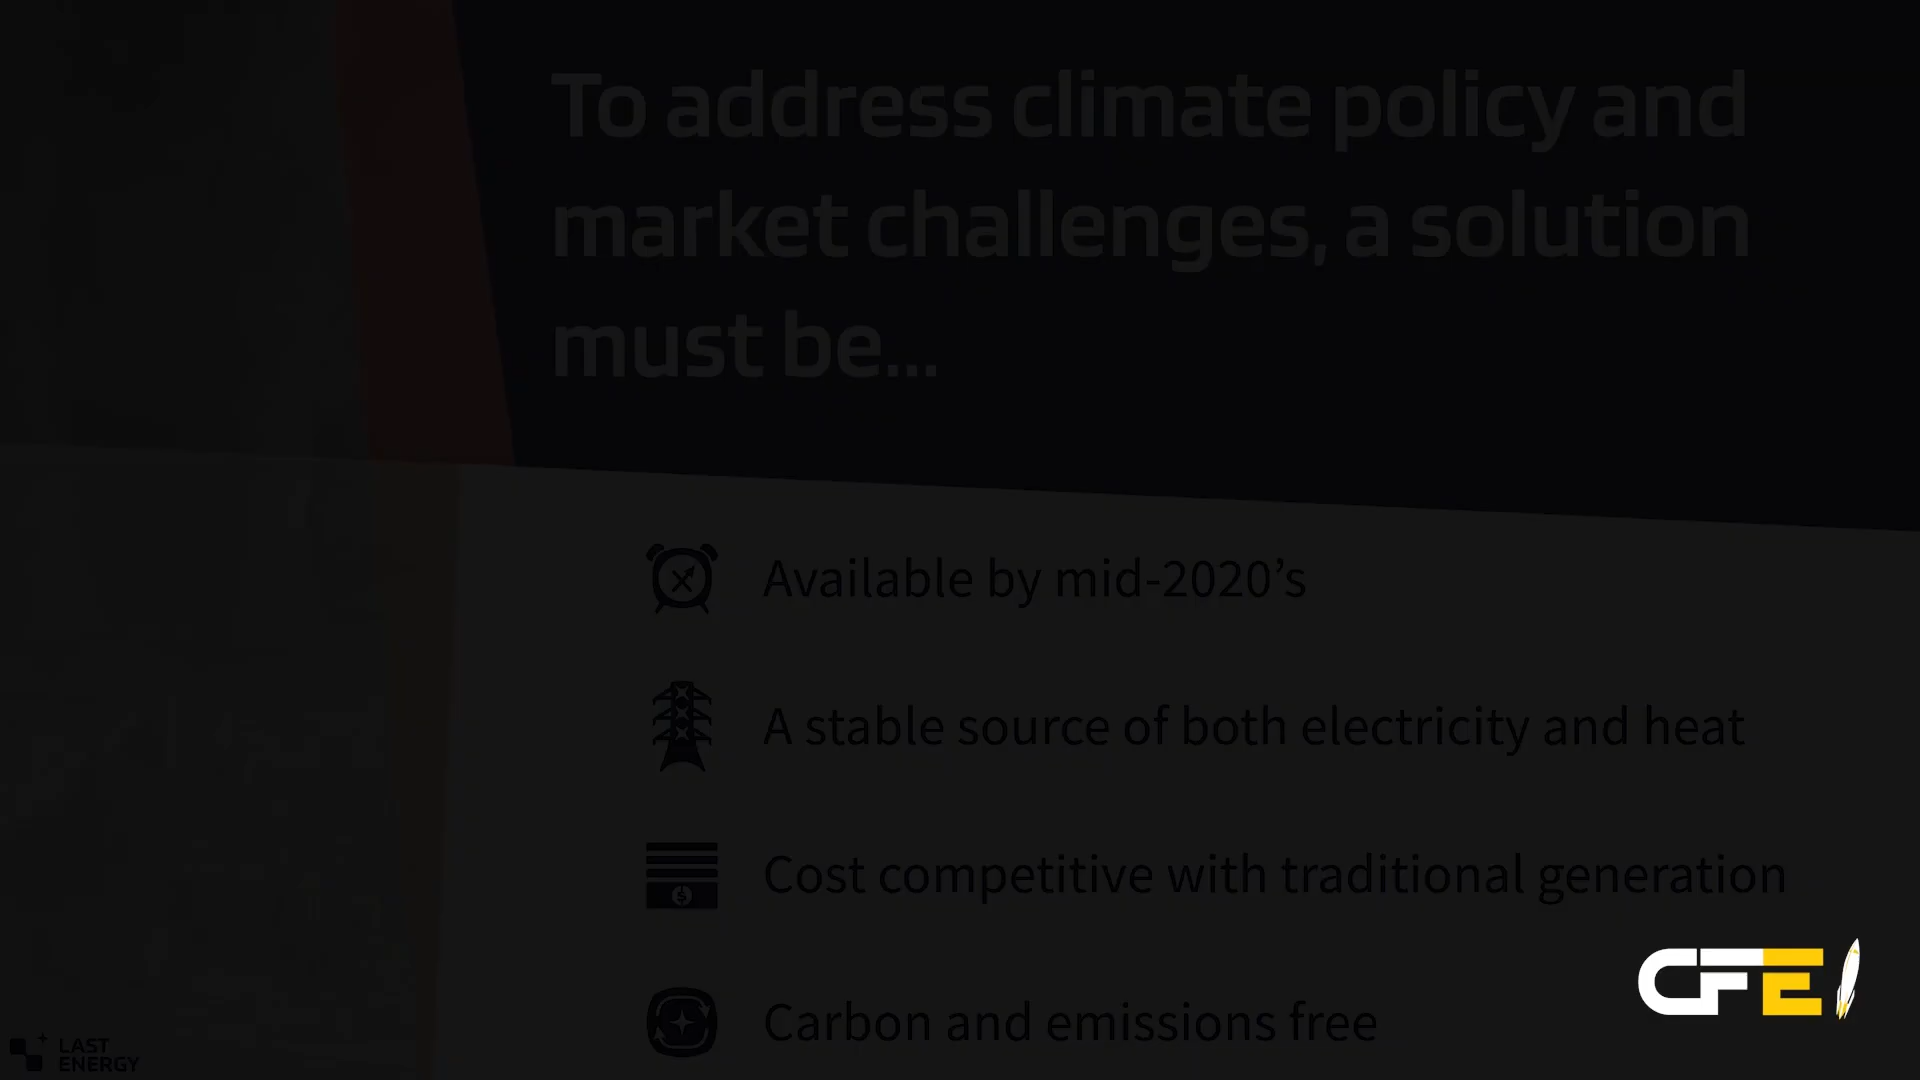 To address climate policy and
market challenges, a solution
must be...
Available by mid-2020’s
A stable source of both electricity and heat
Cost competitive with traditional generation
$
Carbon and emissions free
CFE
LAST
ENERGY